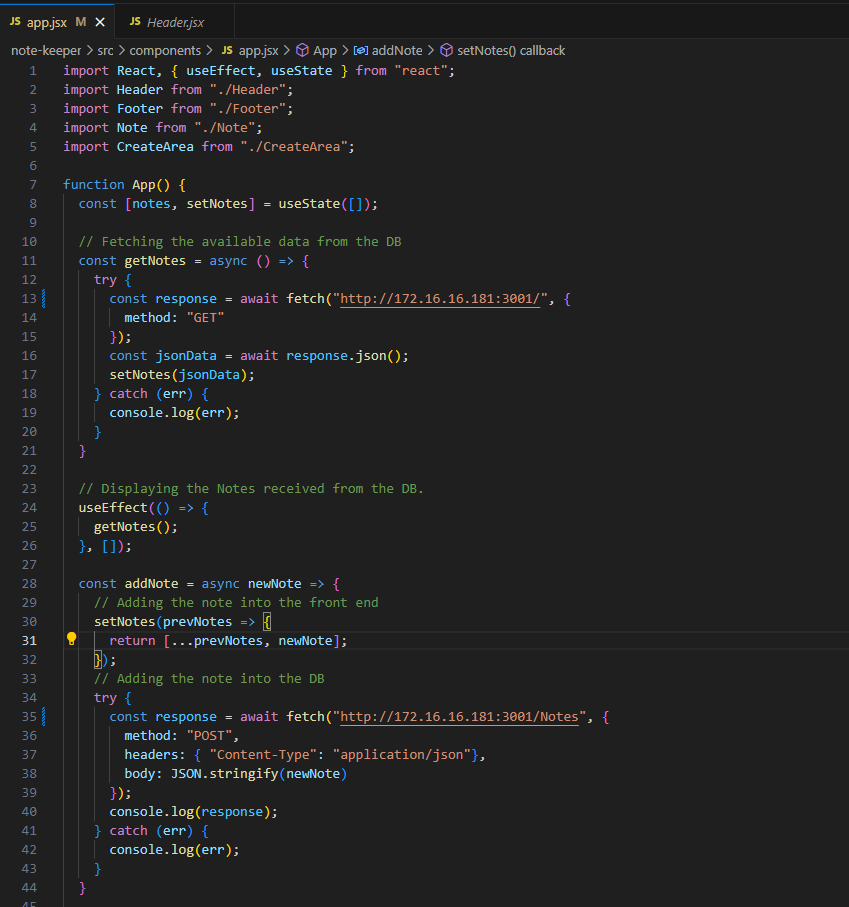 JS app.jsx M ✕ JS Header.jsx
note-keeper > src > components > JS app.jsx > App > addNote > setNotes() callback
1 import React, { useEffect, useState } from "react";
2 import Header from "./Header";
3 import Footer from "./Footer";
4 import Note from "./Note";
5 import CreateArea from "./CreateArea";
6
7 function App() {
8   const [notes, setNotes] = useState([]);
9
10   // Fetching the available data from the DB
11   const getNotes = async () => {
12     try {
13       const response = await fetch("http://172.16.16.181:3001/", {
14         method: "GET"
15       });
16       const jsonData = await response.json();
17       setNotes(jsonData);
18     } catch (err) {
19       console.log(err);
20     }
21   }
22
23   // Displaying the Notes received from the DB.
24   useEffect(() => {
25     getNotes();
26   }, []);
27
28   const addNote = async newNote => {
29     // Adding the note into the front end
30     setNotes(prevNotes => {
31       return [...prevNotes, newNote];
32     });
33     // Adding the note into the DB
34     try {
35       const response = await fetch("http://172.16.16.181:3001/Notes", {
36         method: "POST",
37         headers: { "Content-Type": "application/json"},
38         body: JSON.stringify(newNote)
39       });
40       console.log(response);
41     } catch (err) {
42       console.log(err);
43     }
44   }
45